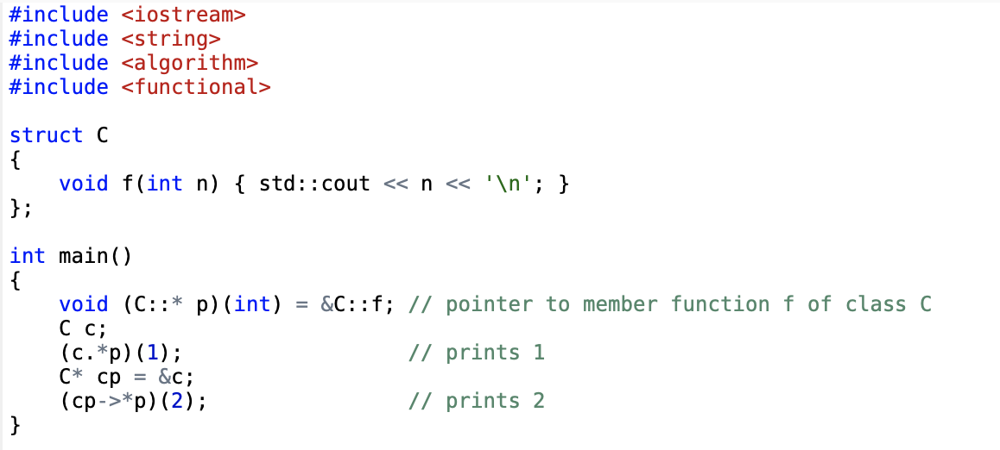 #include <iostream>
#include <string>
#include <algorithm>
#include <functional>

struct C
{
    void f(int n) { std::cout << n << '\n'; }
};

int main()
{
    void (C::* p)(int) = &C::f; // pointer to member function f of class C
    C c;
    (c.*p)(1);                  // prints 1
    C* cp = &c;
    (cp->*p)(2);                // prints 2
}